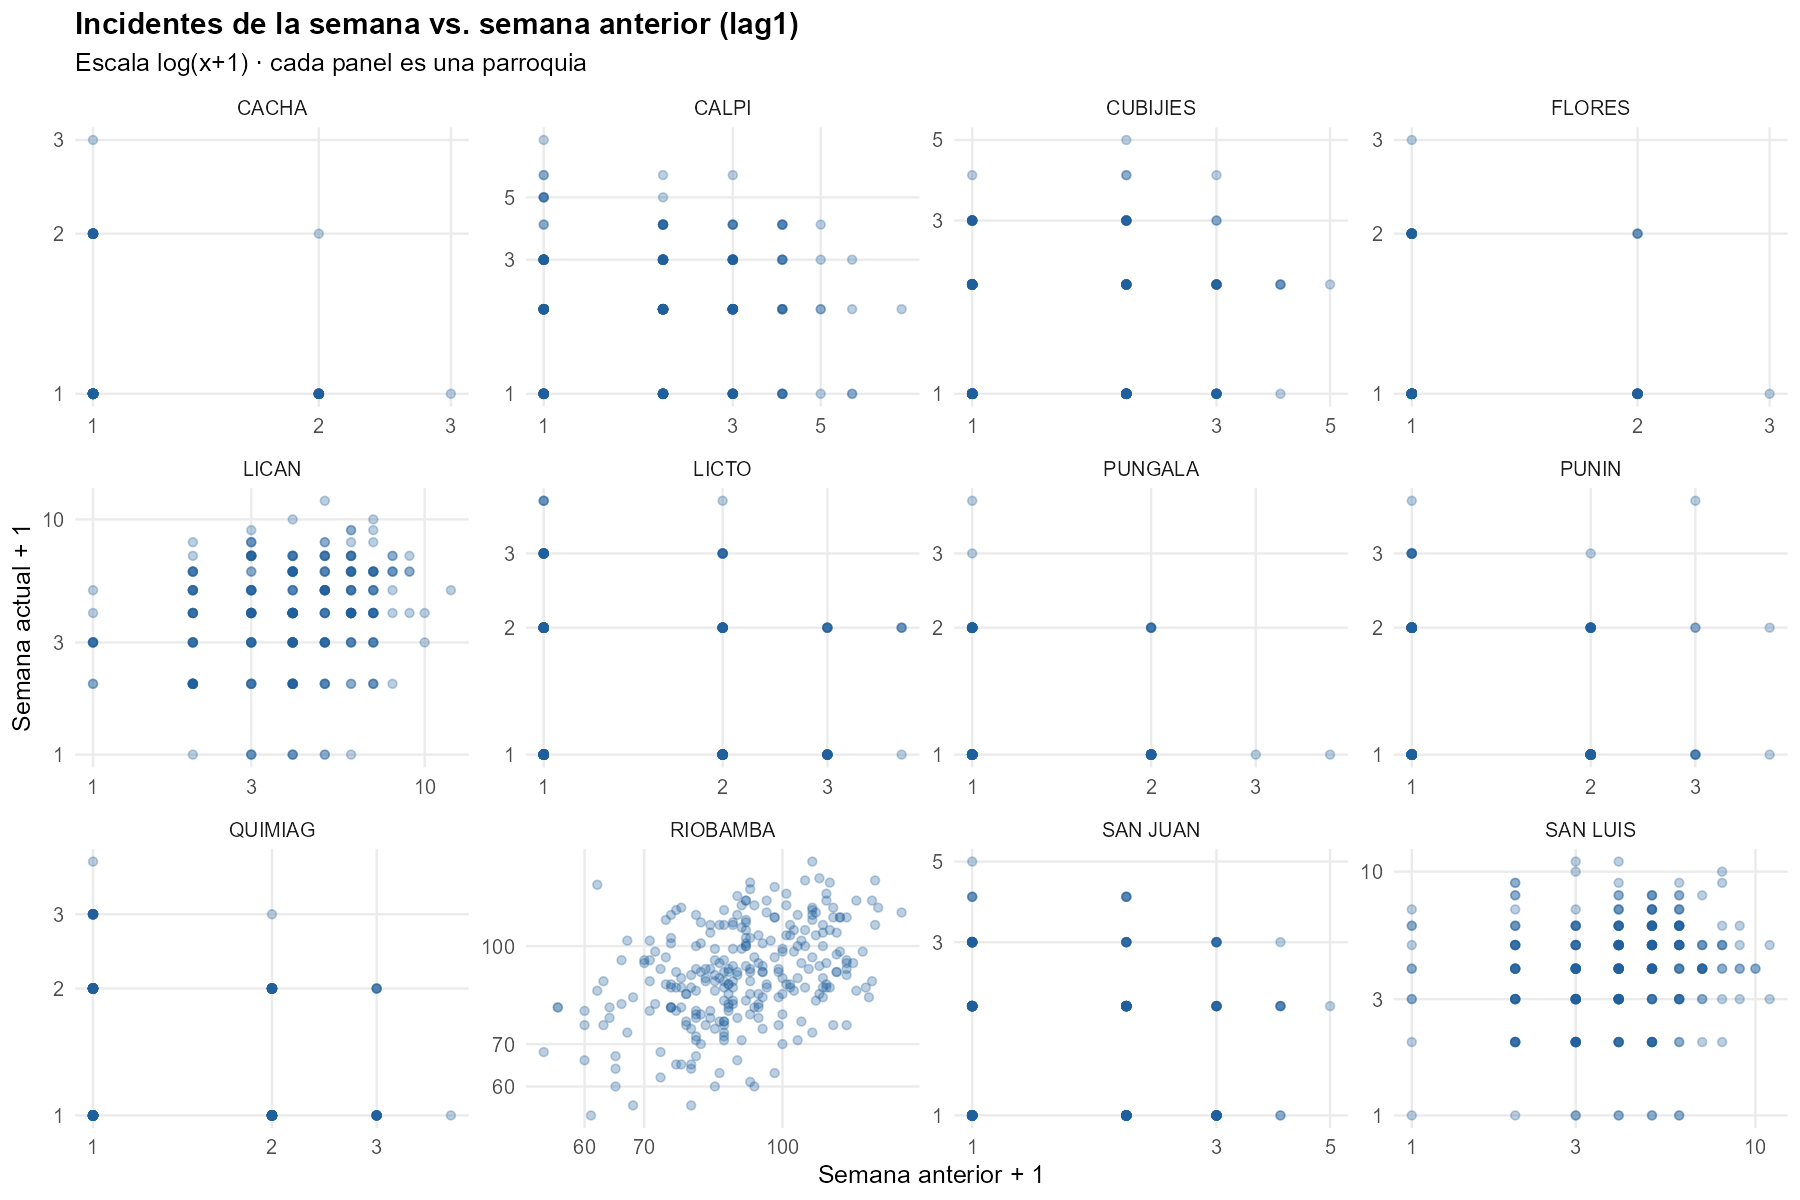 Incidentes de la semana vs. semana anterior (lag1)
Escala log(x+1) · cada panel es una parroquia
CACHA
3
2
1
1 2 3
CALPI
5
3
1
1 3 5
CUBIJIES
5
3
1
1 3 5
FLORES
3
2
1
1 2 3
Semana actual + 1
LICAN
10
3
1
1 3 10
LICTO
3
2
1
1 2 3
PUNGALA
3
2
1
1 2 3
PUNIN
3
2
1
1 2 3
QUIMIAG
3
2
1
1 2 3
RIOBAMBA
100
70
60
60 70 100
SAN JUAN
5
3
1
1 3 5
SAN LUIS
10
3
1
1 3 10
Semana anterior + 1